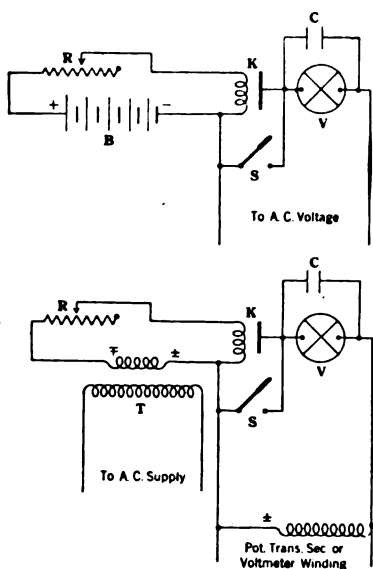 C
R
K
+ −
B
V
S
To A. C. Voltage
C
R
K
∓ ±
T
V
S
To A. C. Supply
±
Pot. Trans. Sec or
Voltmeter Winding